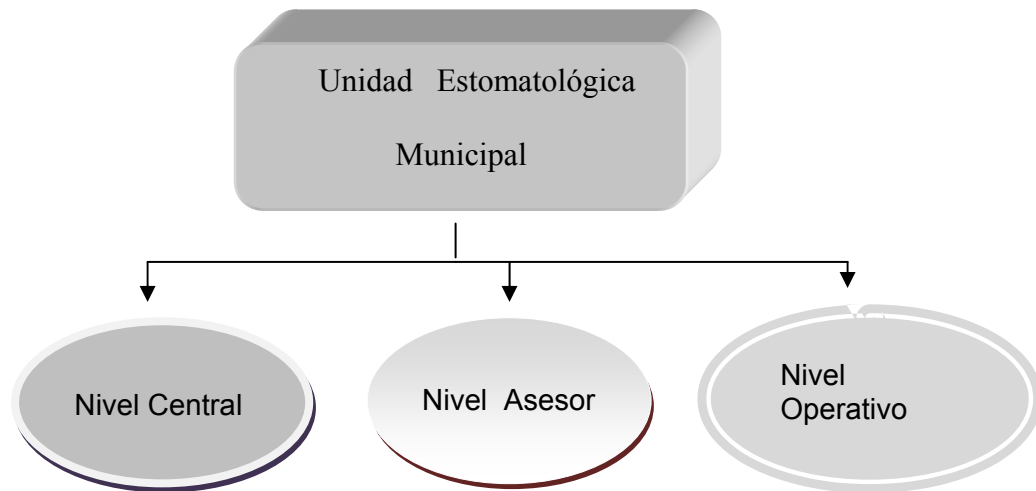 Unidad Estomatológica
Municipal
Nivel Central
Nivel Asesor
Nivel
Operativo